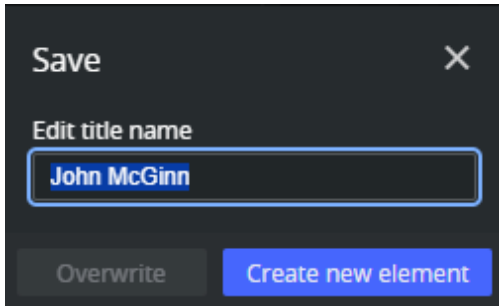 Save
Edit title name
John McGinn
Overwrite
Create new element